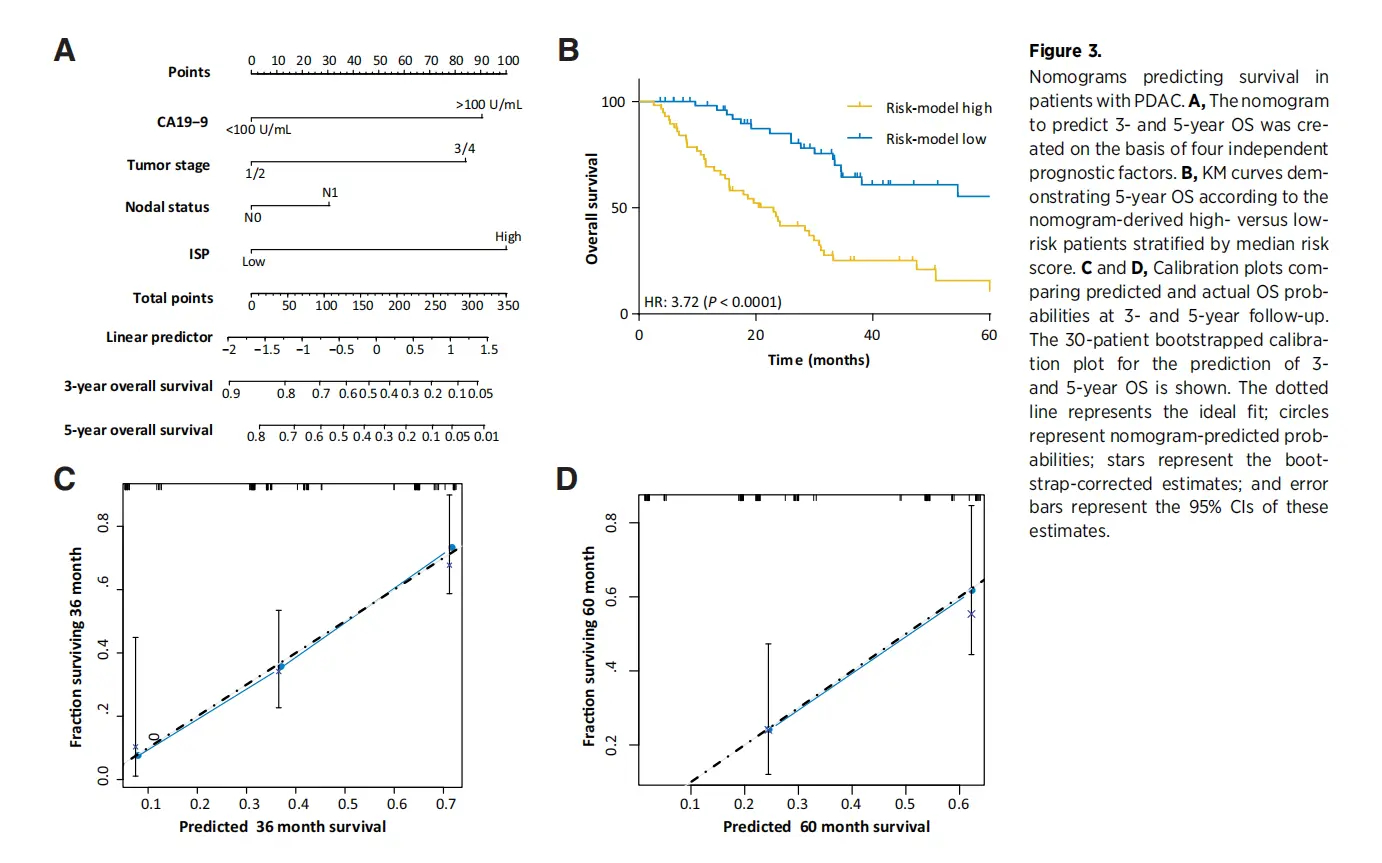 A
Points
0 10 20 30 40 50 60 70 80 90 100
CA19–9
<100 U/mL
>100 U/mL
Tumor stage
1/2
3/4
Nodal status
N0
N1
ISP
Low
High
Total points
0 50 100 150 200 250 300 350
Linear predictor
−2 −1.5 −1 −0.5 0 0.5 1 1.5
3-year overall survival
0.9 0.8 0.7 0.6 0.5 0.4 0.3 0.2 0.1 0.05
5-year overall survival
0.8 0.7 0.6 0.5 0.4 0.3 0.2 0.1 0.05 0.01
B
Overall survival
100
50
0
Risk-model high
Risk-model low
HR: 3.72 (P < 0.0001)
0 20 40 60
Time (months)
C
Fraction surviving 36 month
0.8
.6
0.4
.2
0.0
0
0.1 0.2 0.3 0.4 0.5 0.6 0.7
Predicted 36 month survival
D
Fraction surviving 60 month
0.8
0.6
0.4
0.2
0.1 0.2 0.3 0.4 0.5 0.6
Predicted 60 month survival
Figure 3.
Nomograms predicting survival in
patients with PDAC. A, The nomogram
to predict 3- and 5-year OS was cre-
ated on the basis of four independent
prognostic factors. B, KM curves dem-
onstrating 5-year OS according to the
nomogram-derived high- versus low-
risk patients stratified by median risk
score. C and D, Calibration plots com-
paring predicted and actual OS prob-
abilities at 3- and 5-year follow-up.
The 30-patient bootstrapped calibra-
tion plot for the prediction of 3-
and 5-year OS is shown. The dotted
line represents the ideal fit; circles
represent nomogram-predicted prob-
abilities; stars represent the boot-
strap-corrected estimates; and error
bars represent the 95% CIs of these
estimates.